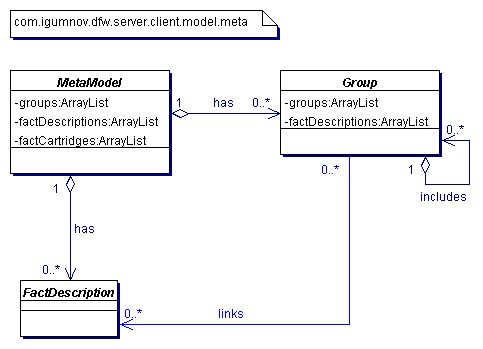 com.igumnov.dfw.server.client.model.meta
MetaModel
-groups:ArrayList
-factDescriptions:ArrayList
-factCartridges:ArrayList
1 has 0..*
Group
-groups:ArrayList
-factDescriptions:ArrayList
0..*
1
includes
0..*
1
has
0..*
FactDescription
0..* links